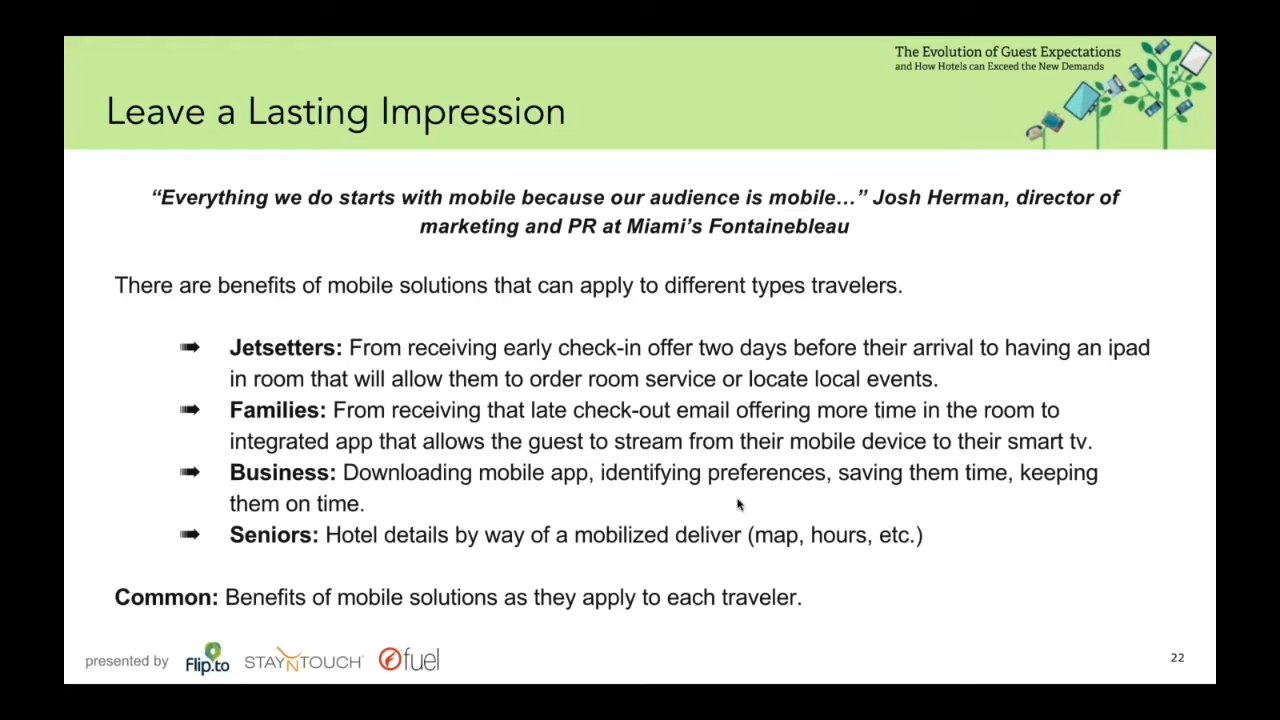 The Evolution of Guest Expectations
and How Hotels can Exceed the New Demands
Leave a Lasting Impression
“Everything we do starts with mobile because our audience is mobile…” Josh Herman, director of
marketing and PR at Miami’s Fontainebleau
There are benefits of mobile solutions that can apply to different types travelers.
Jetsetters: From receiving early check-in offer two days before their arrival to having an ipad
in room that will allow them to order room service or locate local events.
Families: From receiving that late check-out email offering more time in the room to
integrated app that allows the guest to stream from their mobile device to their smart tv.
Business: Downloading mobile app, identifying preferences, saving them time, keeping
them on time.
Seniors: Hotel details by way of a mobilized deliver (map, hours, etc.)
Common: Benefits of mobile solutions as they apply to each traveler.
presented by Flip.to STAYNTOUCH fuel
22